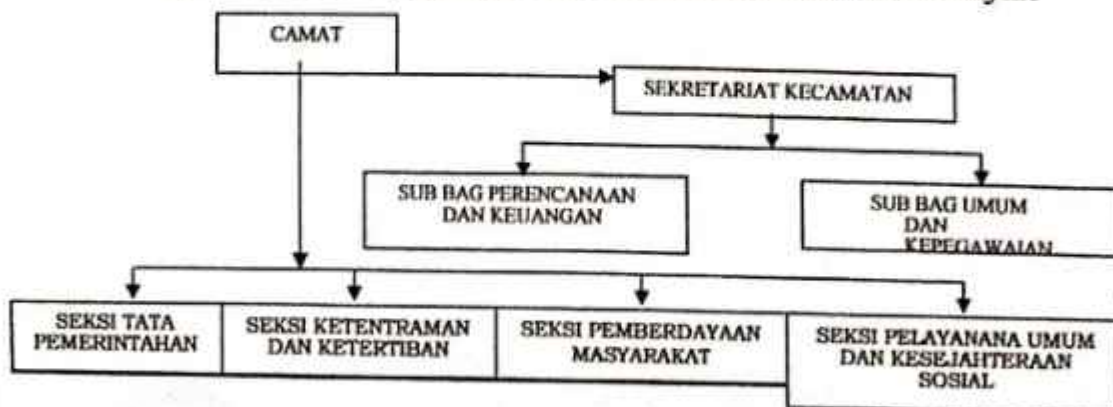 CAMAT
SEKRETARIAT KECAMATAN
SUB BAG PERENCANAAN
DAN KEUANGAN
SUB BAG UMUM
DAN
KEPEGAWAIAN
SEKSI TATA
PEMERINTAHAN
SEKSI KETENTRAMAN
DAN KETERTIBAN
SEKSI PEMBERDAYAAN
MASYARAKAT
SEKSI PELAYANANA UMUM
DAN KESEJAHTERAAN
SOSIAL